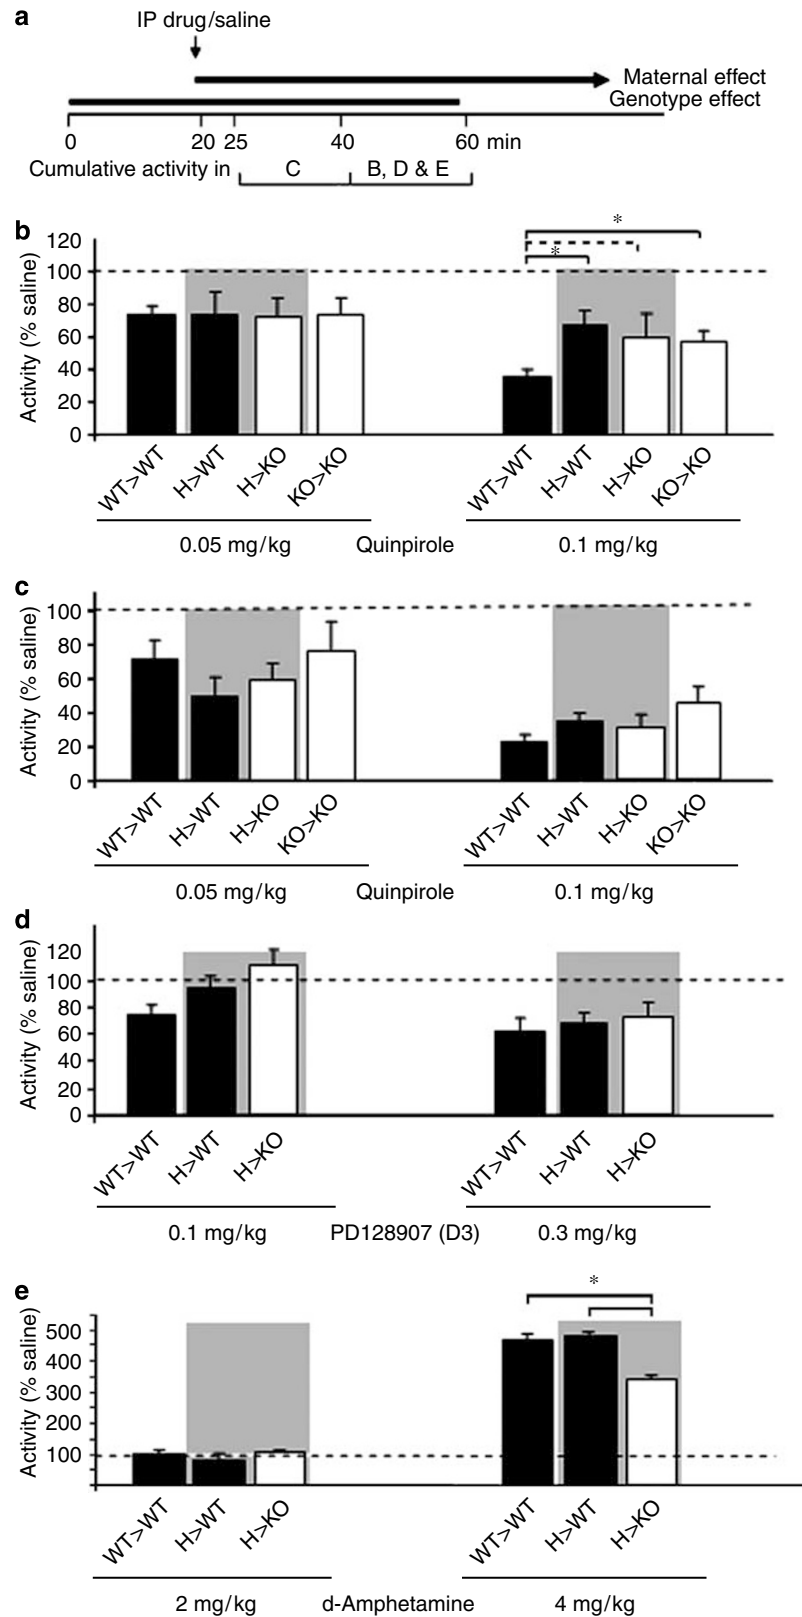 a
IP drug/saline
Maternal effect
Genotype effect
0 20 25 40 60 min
Cumulative activity in C B, D & E
b
Activity (% saline)
120
100
80
60
40
20
0
* *
WT>WT H>WT H>KO KO>KO WT>WT H>WT H>KO KO>KO
0.05 mg/kg Quinpirole 0.1 mg/kg
c
Activity (% saline)
100
80
60
40
20
0
WT>WT H>WT H>KO KO>KO WT>WT H>WT H>KO KO>KO
0.05 mg/kg Quinpirole 0.1 mg/kg
d
Activity (% saline)
120
100
80
60
40
20
0
WT>WT H>WT H>KO WT>WT H>WT H>KO
0.1 mg/kg PD128907 (D3) 0.3 mg/kg
e
Activity (% saline)
500
400
300
200
100
*
WT>WT H>WT H>KO WT>WT H>WT H>KO
2 mg/kg d-Amphetamine 4 mg/kg